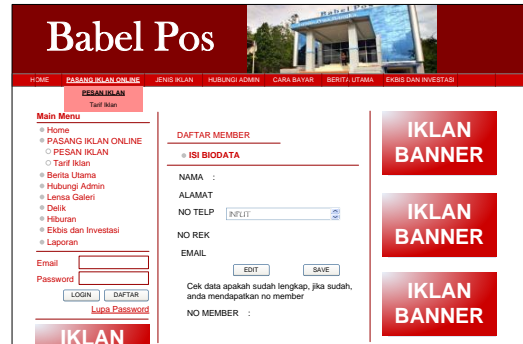 Babel Pos
HOME PASANG IKLAN ONLINE JENIS IKLAN HUBUNGI ADMIN CARA BAYAR BERITA UTAMA EKBIS DAN INVESTASI
PESAN IKLAN
Tarif Iklan
Main Menu
Home
PASANG IKLAN ONLINE
PESAN IKLAN
Tarif Iklan
Berita Utama
Hubungi Admin
Lensa Galeri
Delik
Hiburan
Ekbis dan Investasi
Laporan
Email
Password
LOGIN DAFTAR
Lupa Password
IKLAN
DAFTAR MEMBER
ISI BIODATA
NAMA :
ALAMAT
NO TELP
NO REK
EMAIL
EDIT SAVE
Cek data apakah sudah lengkap, jika sudah,
anda mendapatkan no member
NO MEMBER :
IKLAN
BANNER
IKLAN
BANNER
IKLAN
BANNER